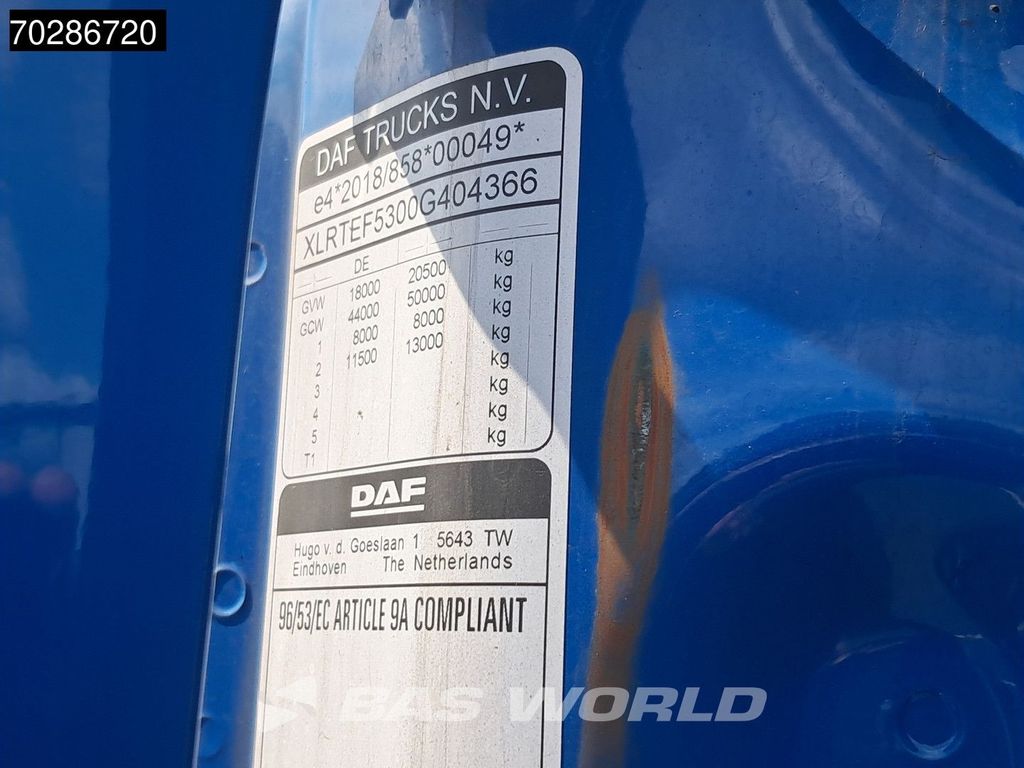 70286720
DAF TRUCKS N.V.
e4*2018/858*00049*
XLRTEF5300G404366
DE
GVW 18000 20500 kg
GCW 44000 50000 kg
1 8000 8000 kg
2 11500 13000 kg
3 kg
4 kg
5 kg
T1 kg
DAF
Hugo v. d. Goeslaan 1 5643 TW
Eindhoven The Netherlands
96/53/EC ARTICLE 9A COMPLIANT
BAS WORLD